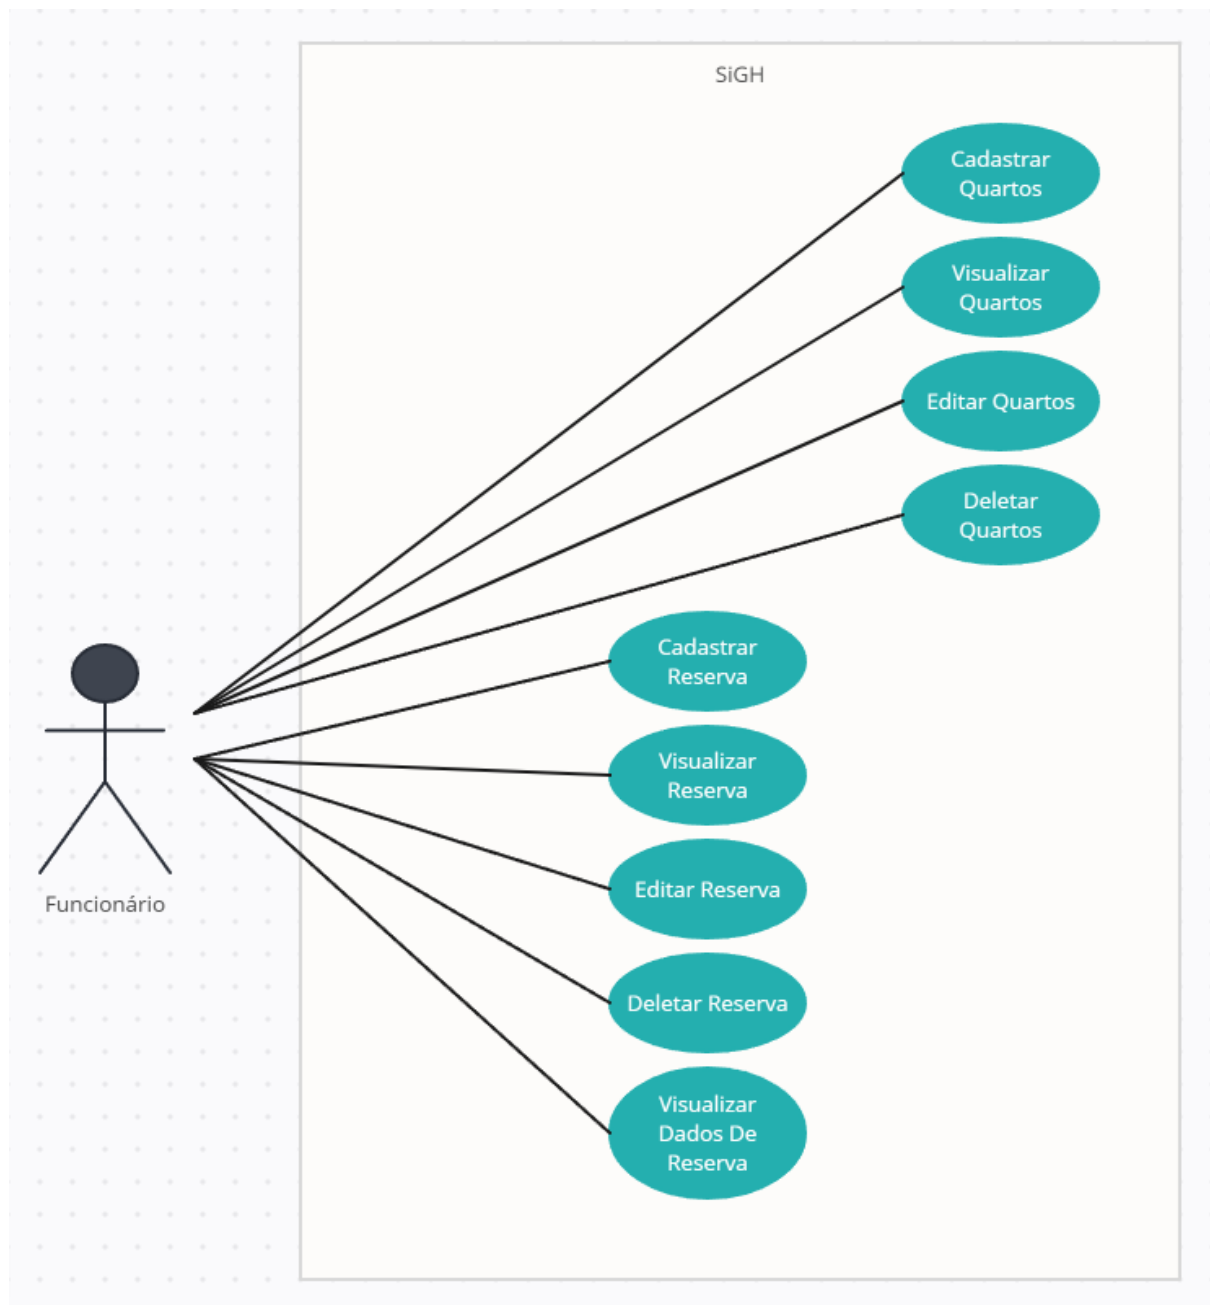 SiGH
Cadastrar
Quartos
Visualizar
Quartos
Editar Quartos
Deletar
Quartos
Cadastrar
Reserva
Visualizar
Reserva
Editar Reserva
Funcionário
Deletar Reserva
Visualizar
Dados De
Reserva